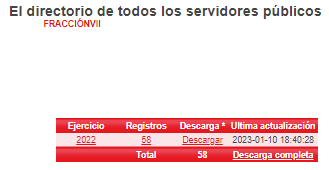 El directorio de todos los servidores públicos
FRACCIÓNVII
Ejercicio Registros Descarga * Ultima actualización
2022 58 Descargar 2023-01-10 18:40:28
Total 58 Descarga completa